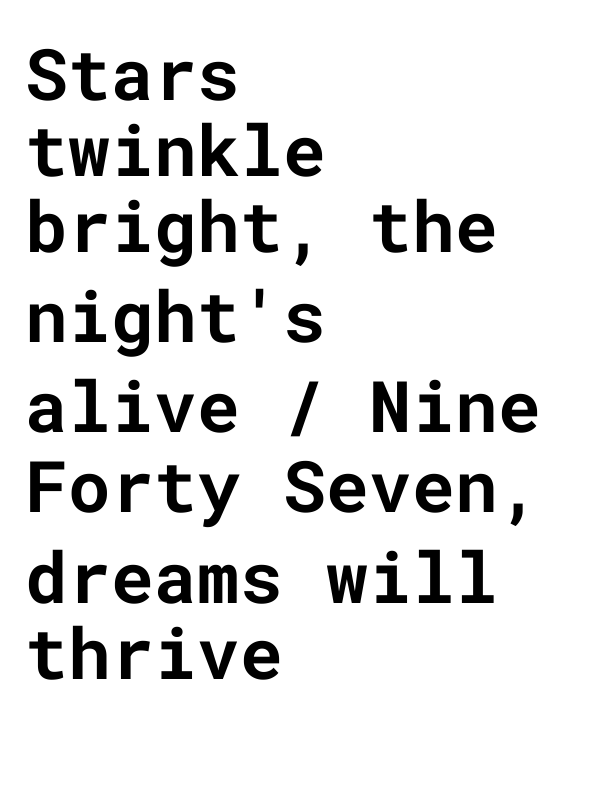 Stars
twinkle
bright, the
night's
alive / Nine
Forty Seven,
dreams will
thrive